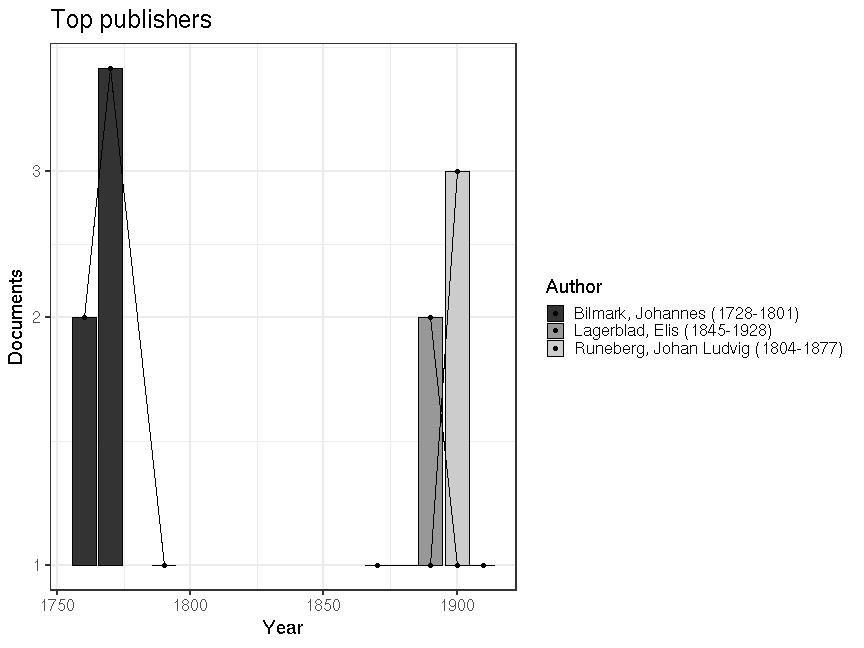 Top publishers
3
2
1
Documents
1750
1800
1850
1900
Year
Author
Bilmark, Johannes (1728-1801)
Lagerblad, Elis (1845-1928)
Runeberg, Johan Ludvig (1804-1877)